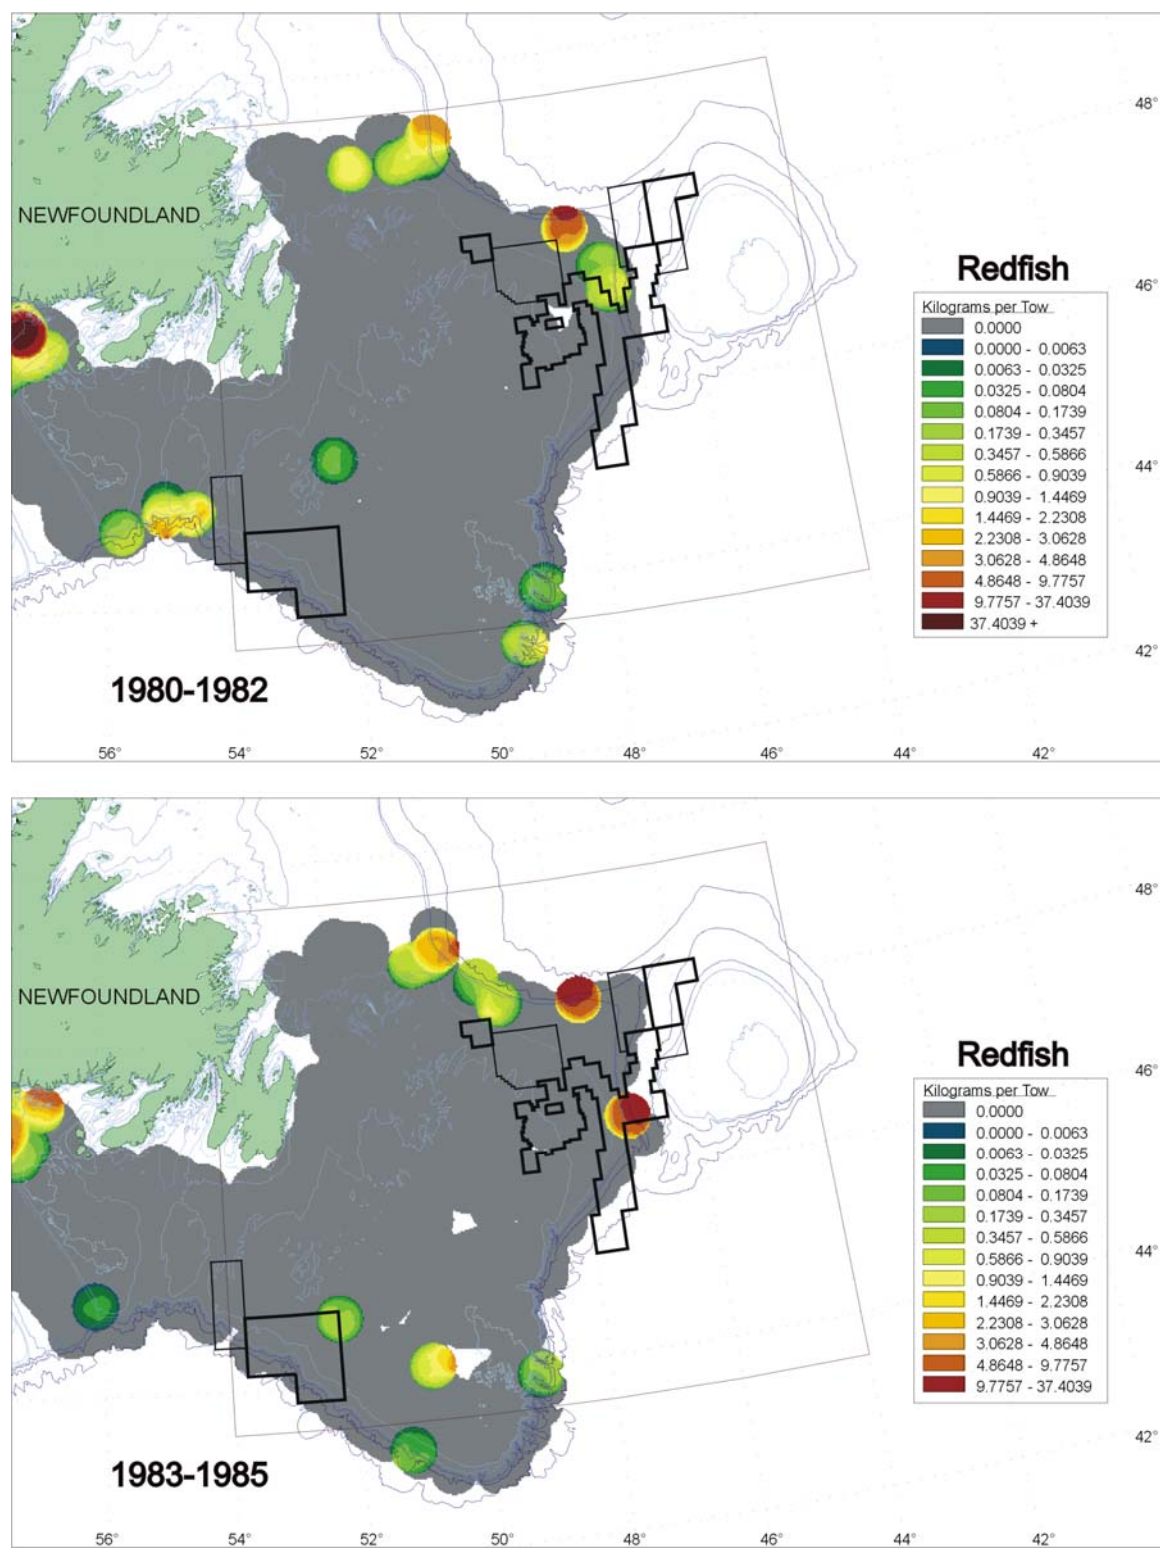 48°
NEWFOUNDLAND
Redfish
46°
Kilograms per Tow
0.0000
0.0000 - 0.0063
0.0063 - 0.0325
0.0325 - 0.0804
0.0804 - 0.1739
0.1739 - 0.3457
0.3457 - 0.5866
0.5866 - 0.9039
0.9039 - 1.4469
1.4469 - 2.2308
2.2308 - 3.0628
3.0628 - 4.8648
4.8648 - 9.7757
9.7757 - 37.4039
37.4039 +
44°
42°
1980-1982
56° 54° 52° 50° 48° 46° 44° 42°
48°
NEWFOUNDLAND
Redfish
46°
Kilograms per Tow
0.0000
0.0000 - 0.0063
0.0063 - 0.0325
0.0325 - 0.0804
0.0804 - 0.1739
0.1739 - 0.3457
0.3457 - 0.5866
0.5866 - 0.9039
0.9039 - 1.4469
1.4469 - 2.2308
2.2308 - 3.0628
3.0628 - 4.8648
4.8648 - 9.7757
9.7757 - 37.4039
44°
42°
1983-1985
56° 54° 52° 50° 48° 46° 44° 42°